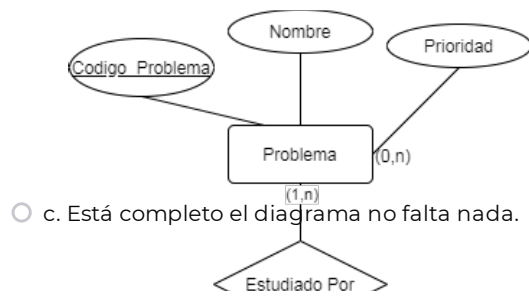 Nombre
Prioridad
Codigo_Problema
Problema
(0,n)
(1,n)
c. Está completo el diagrama no falta nada.
Estudiado Por